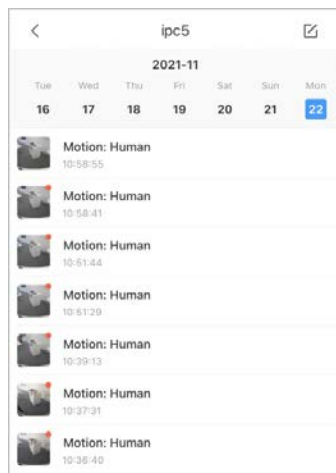 ipc5
2021-11
Tue Wed Thu Fri Sat Sun Mon
16 17 18 19 20 21 22
Motion: Human
10:58:55
Motion: Human
10:58:41
Motion: Human
10:51:44
Motion: Human
10:51:29
Motion: Human
10:39:13
Motion: Human
10:37:31
Motion: Human
10:36:40